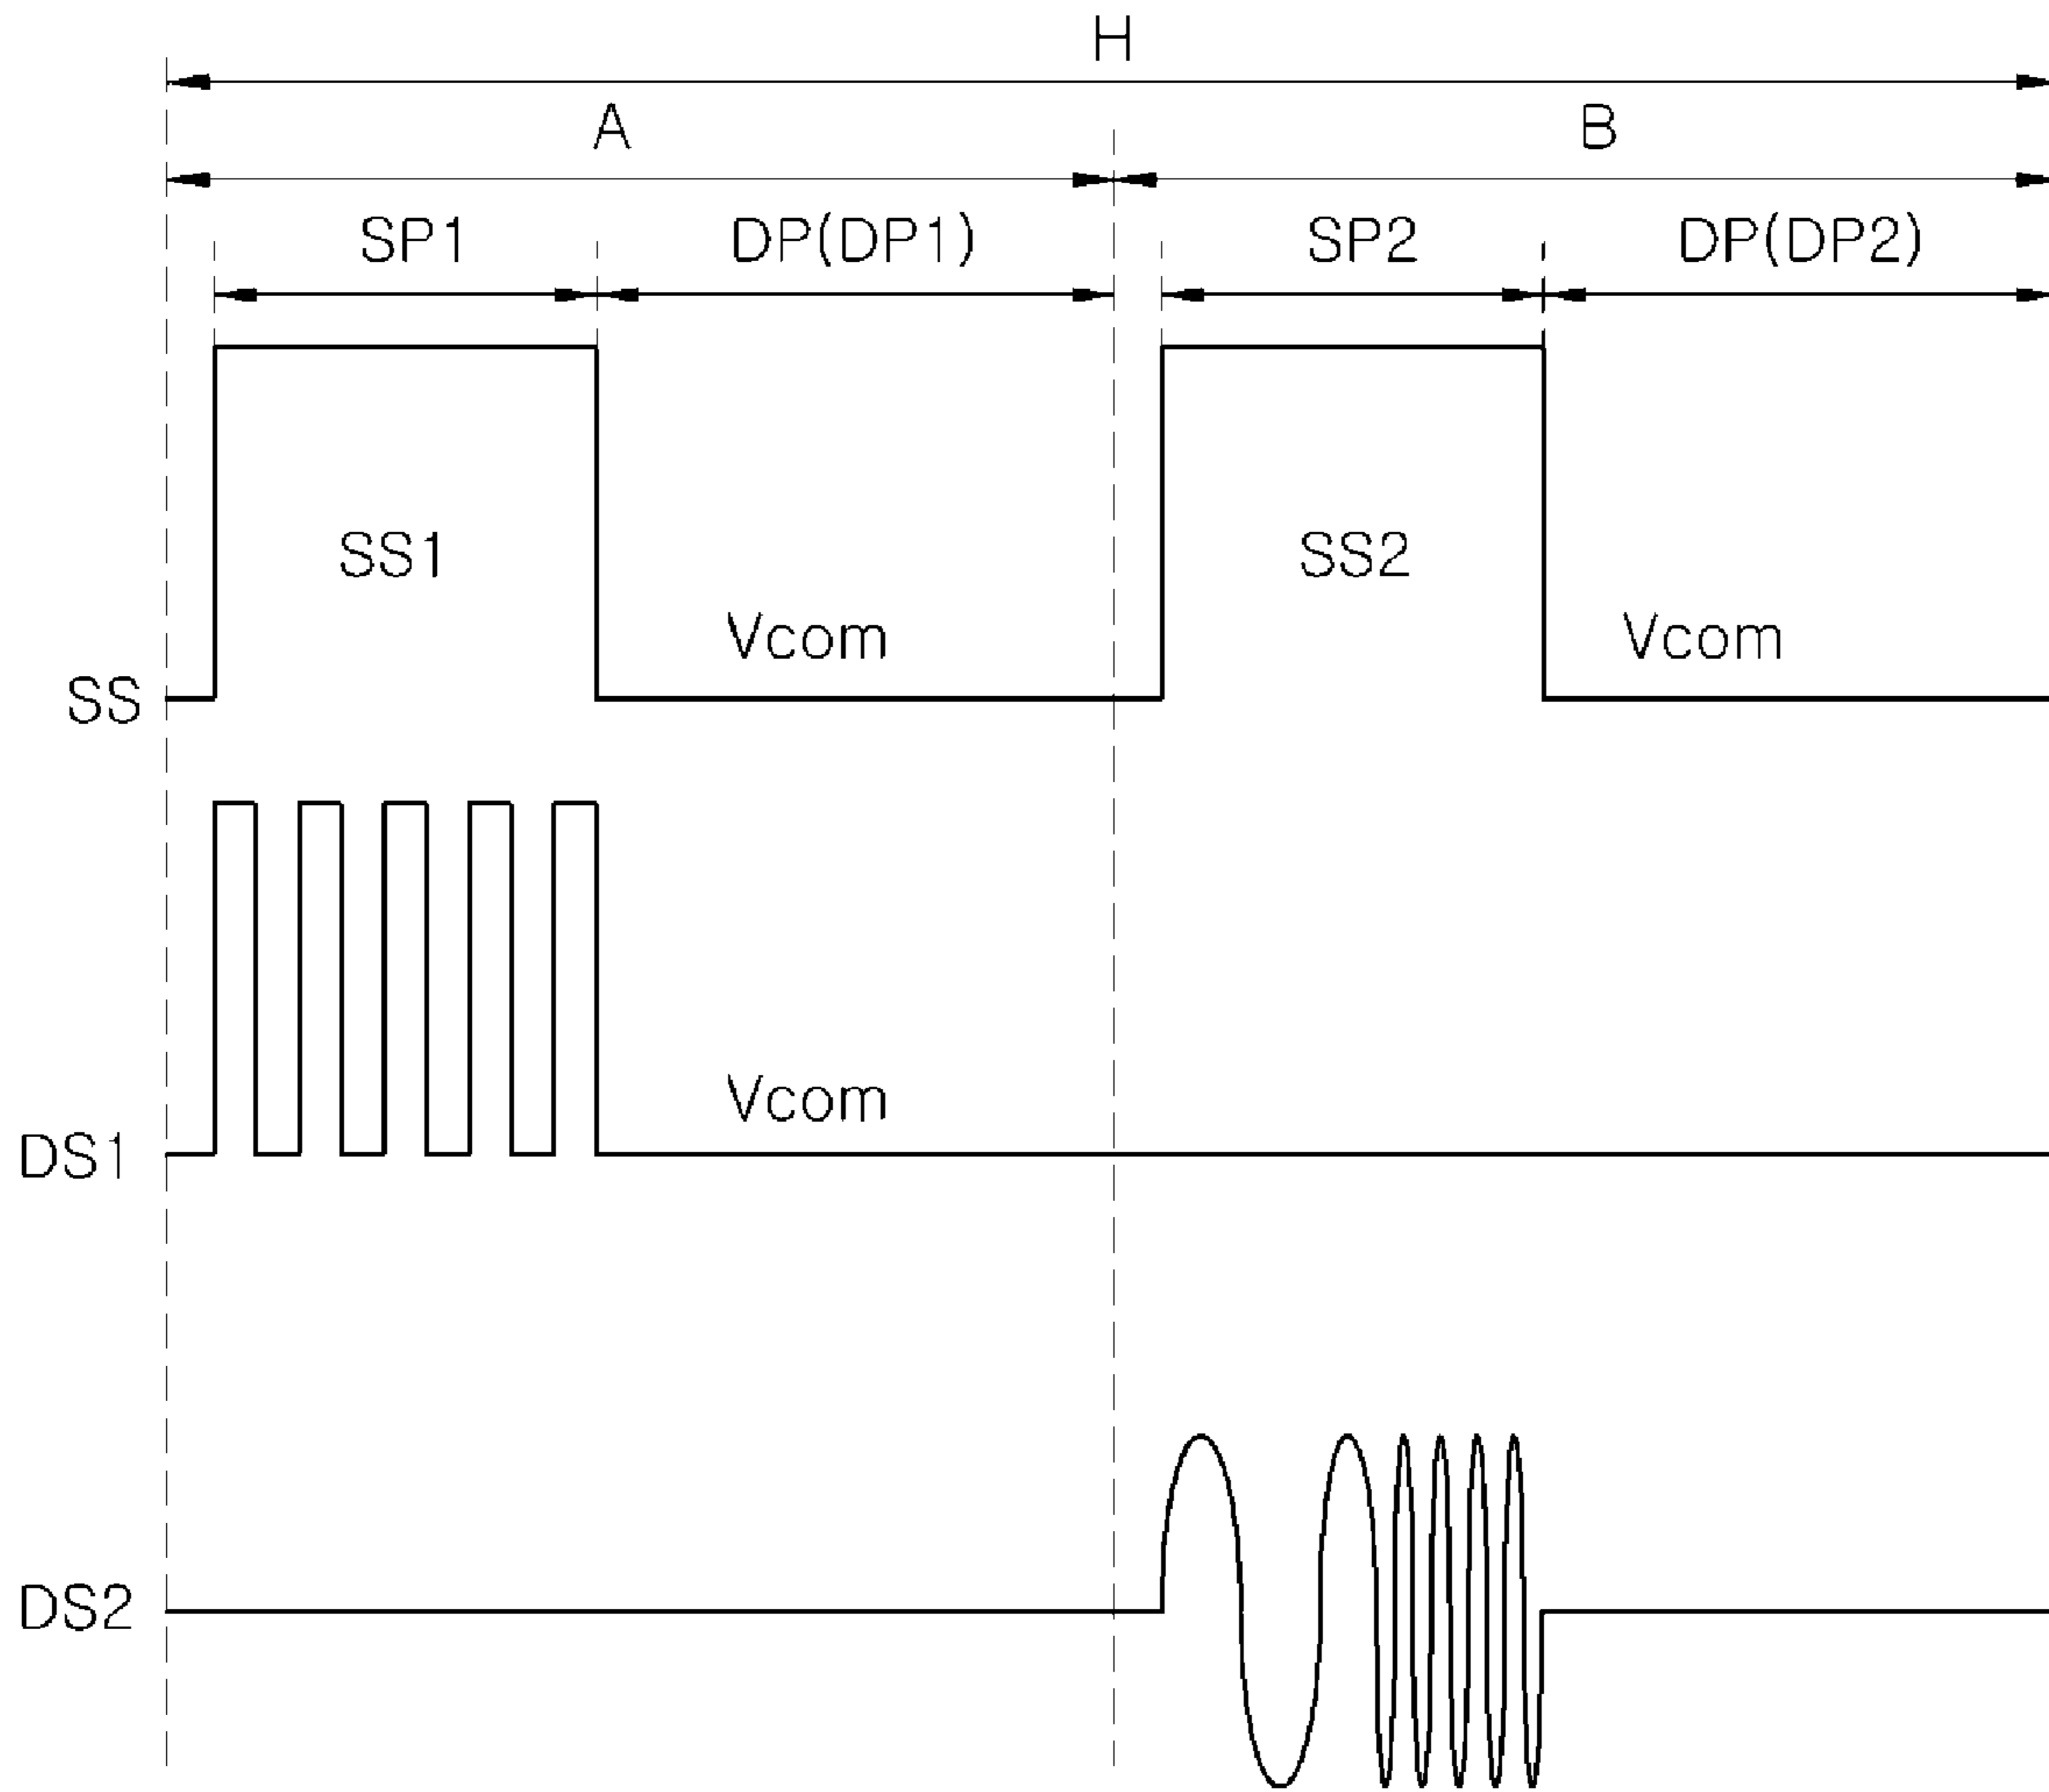 H
A B
SP1 DP(DP1) SP2 DP(DP2)
SS1 SS2
Vcom Vcom
SS
Vcom
DS1
DS2